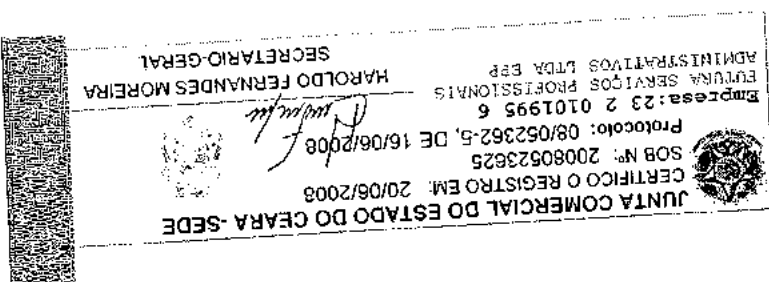 JUNTA COMERCIAL DO ESTADO DO CEARA - SEDE
CERTIFICO O REGISTRO EM: 20/06/2008
SOB Nº: 20080523625
Protocolo: 08/052362-5, DE 16/06/2008
Empresa: 23 2 0101995 6
FUTURA SERVIÇOS PROFISSIONAIS
ADMINISTRATIVOS LTDA EPP
HAROLDO FERNANDES MOREIRA
SECRETARIO-GERAL